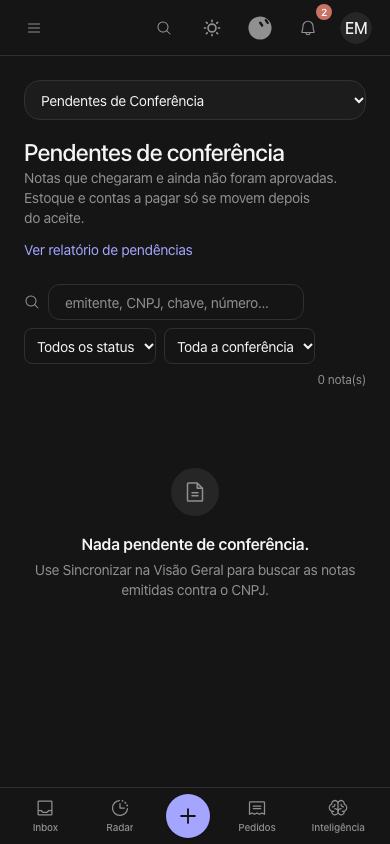 2
EM
Pendentes de Conferência
Pendentes de conferência
Notas que chegaram e ainda não foram aprovadas.
Estoque e contas a pagar só se movem depois
do aceite.
Ver relatório de pendências
emitente, CNPJ, chave, número...
Todos os status
Toda a conferência
0 nota(s)
Nada pendente de conferência.
Use Sincronizar na Visão Geral para buscar as notas
emitidas contra o CNPJ.
Inbox
Radar
Pedidos
Inteligência